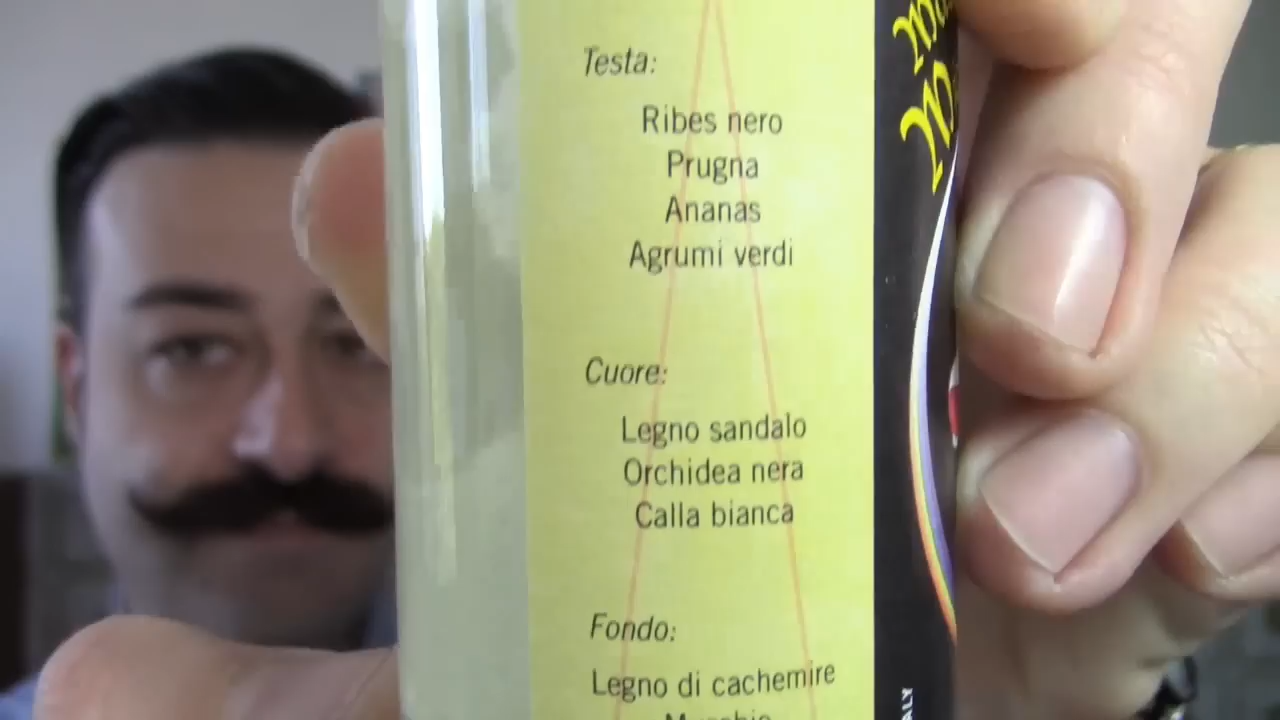 Testa:
Ribes nero
Prugna
Ananas
Agrumi verdi
Cuore:
Legno sandalo
Orchidea nera
Calla bianca
Fondo:
Legno di cachemire